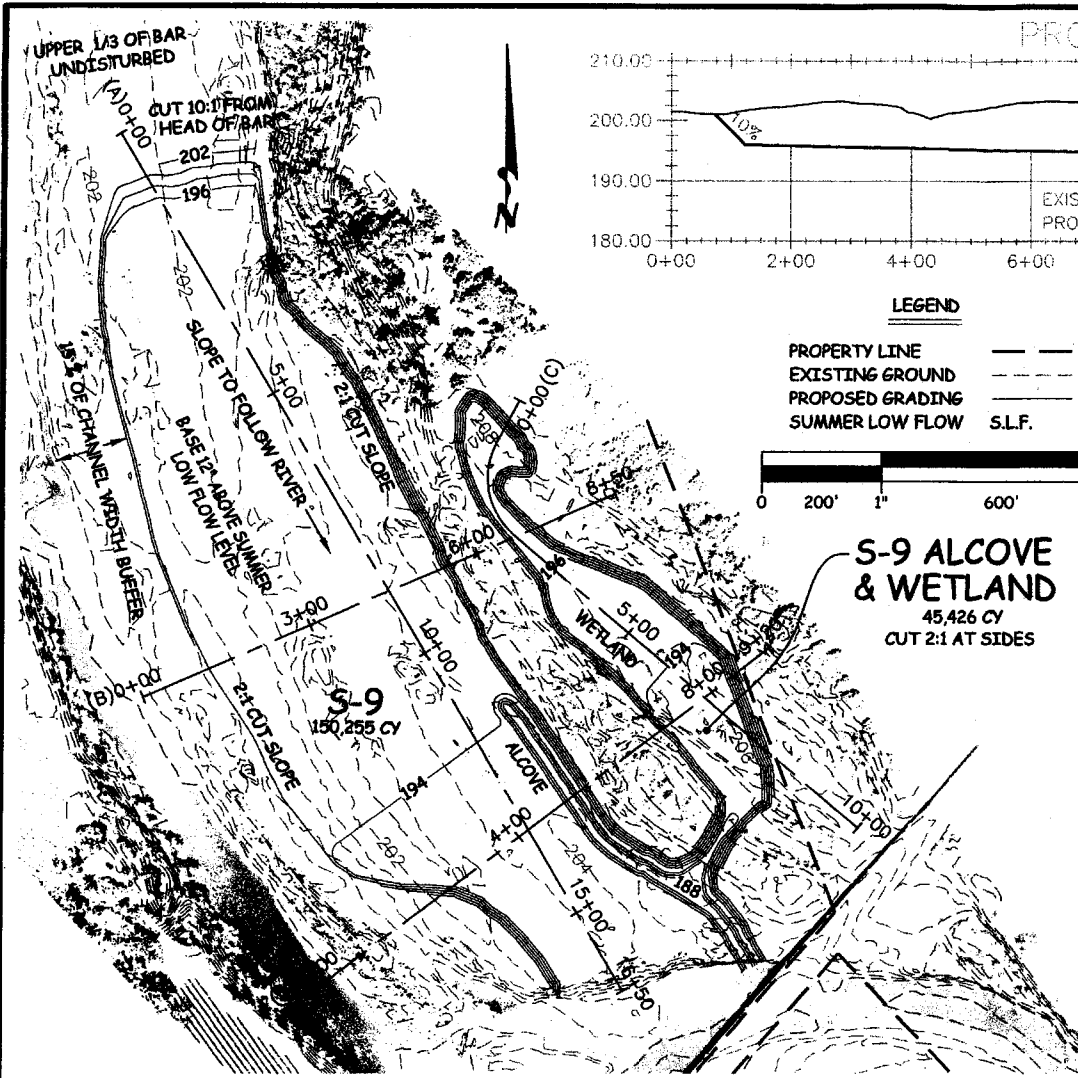 UPPER 1/3 OF BAR
UNDISTURBED
(A)0+00
CUT 10:1 FROM
HEAD OF BAR
202
196
202
202
SLOPE TO FOLLOW RIVER
5+00
2:1 CUT SLOPE
15% OF CHANNEL WIDTH BUFFER
BASE 12" ABOVE SUMMER
LOW FLOW LEVEL
(B)0+00
3+00
6+00
8+50
10+00
2:1 CUT SLOPE
S-9
150,255 CY
194
202
4+00
ALCOVE
204
15+00
16+50
188
208
0+00(C)
196
WETLAND
5+00
194
8+00
206
10+00
PRO
210.00
200.00
190.00
180.00
10%
EXIS
PRO
0+00
2+00
4+00
6+00
LEGEND
PROPERTY LINE
EXISTING GROUND
PROPOSED GRADING
SUMMER LOW FLOW S.L.F.
0 200' 1" 600'
S-9 ALCOVE
& WETLAND
45,426 CY
CUT 2:1 AT SIDES